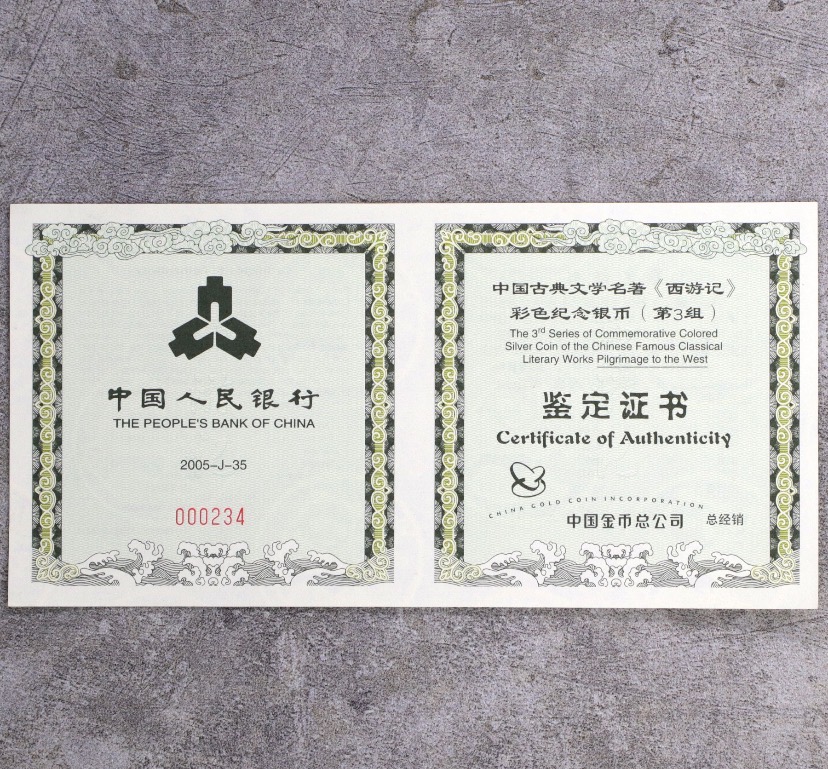 中国人民银行
THE PEOPLE'S BANK OF CHINA
2005-J-35
000234
中国古典文学名著《西游记》
彩色纪念银币（第3组）
The 3rd Series of Commemorative Colored
Silver Coin of the Chinese Famous Classical
Literary Works Pilgrimage to the West
鉴定证书
Certificate of Authenticity
CHINA GOLD COIN INCORPORATION
中国金币总公司 总经销